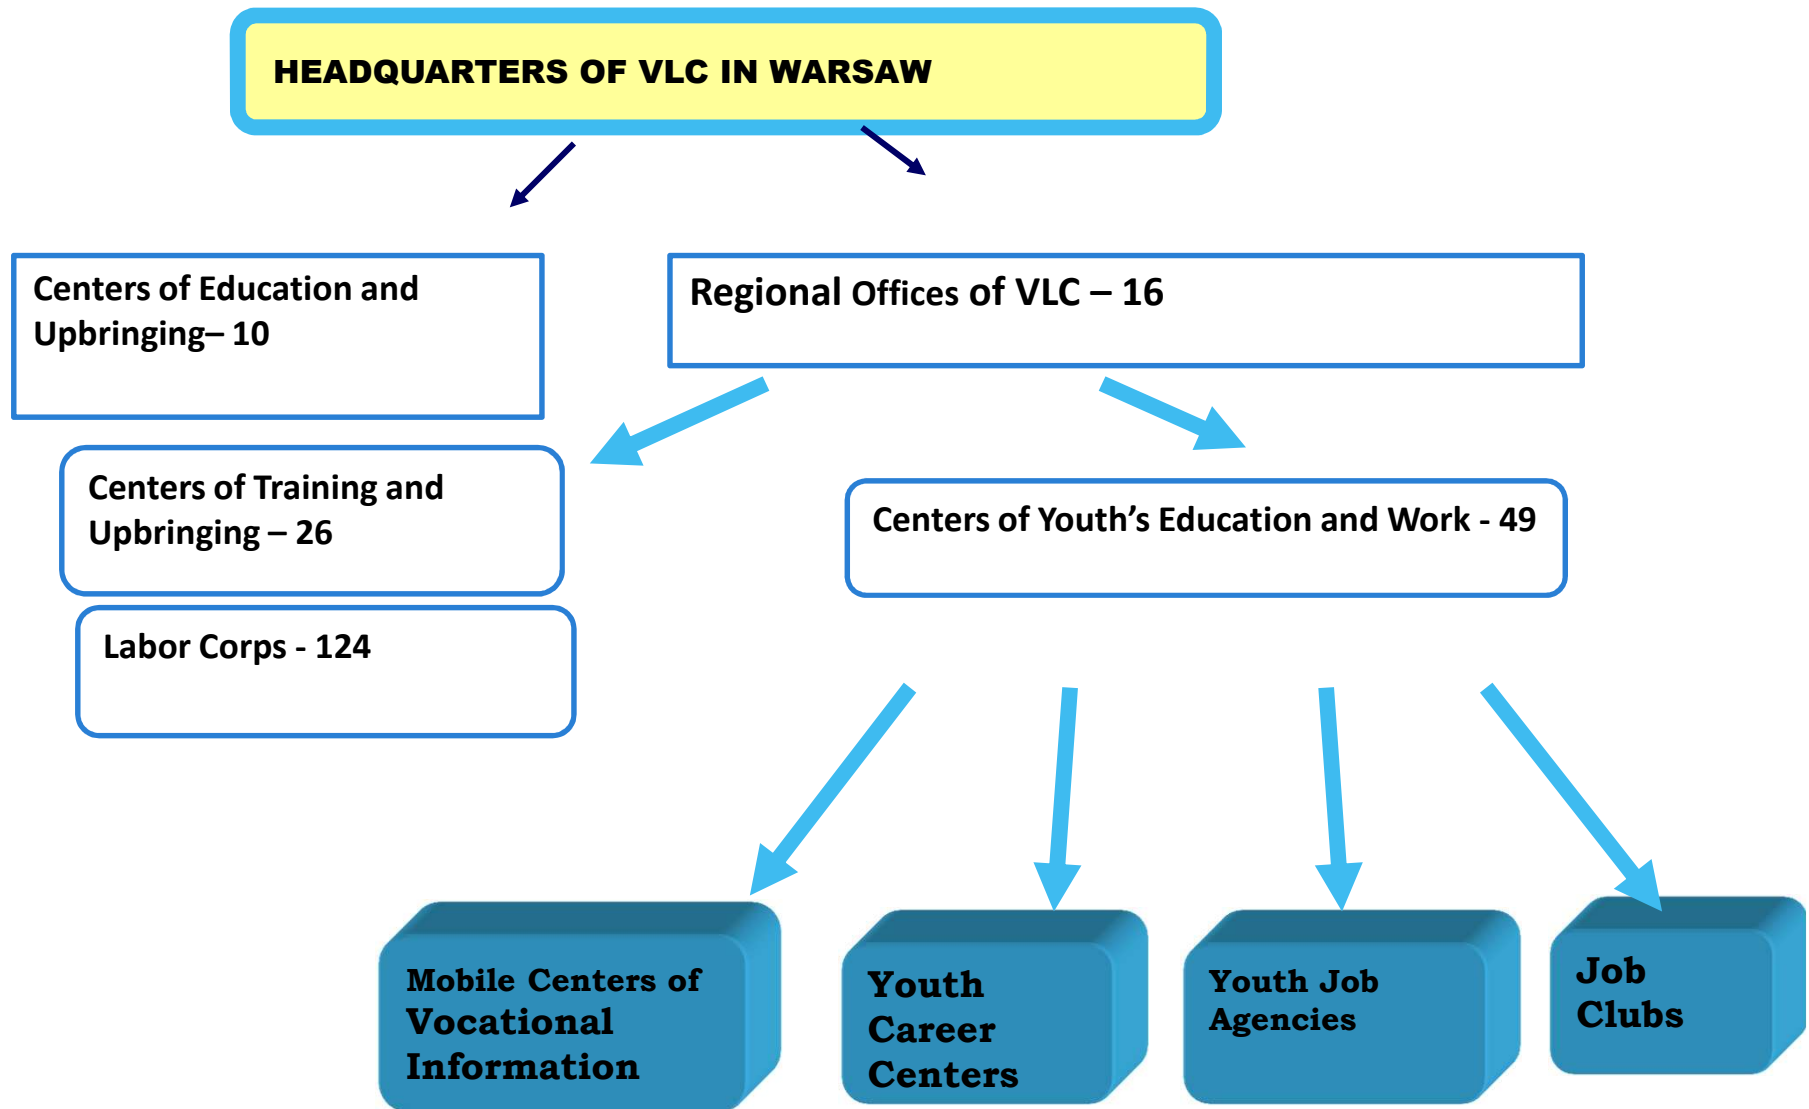 HEADQUARTERS OF VLC IN WARSAW
Centers of Education and
Upbringing– 10
Regional Offices of VLC – 16
Centers of Training and
Upbringing – 26
Centers of Youth’s Education and Work - 49
Labor Corps - 124
Mobile Centers of
Vocational
Information
Youth
Career
Centers
Youth Job
Agencies
Job
Clubs